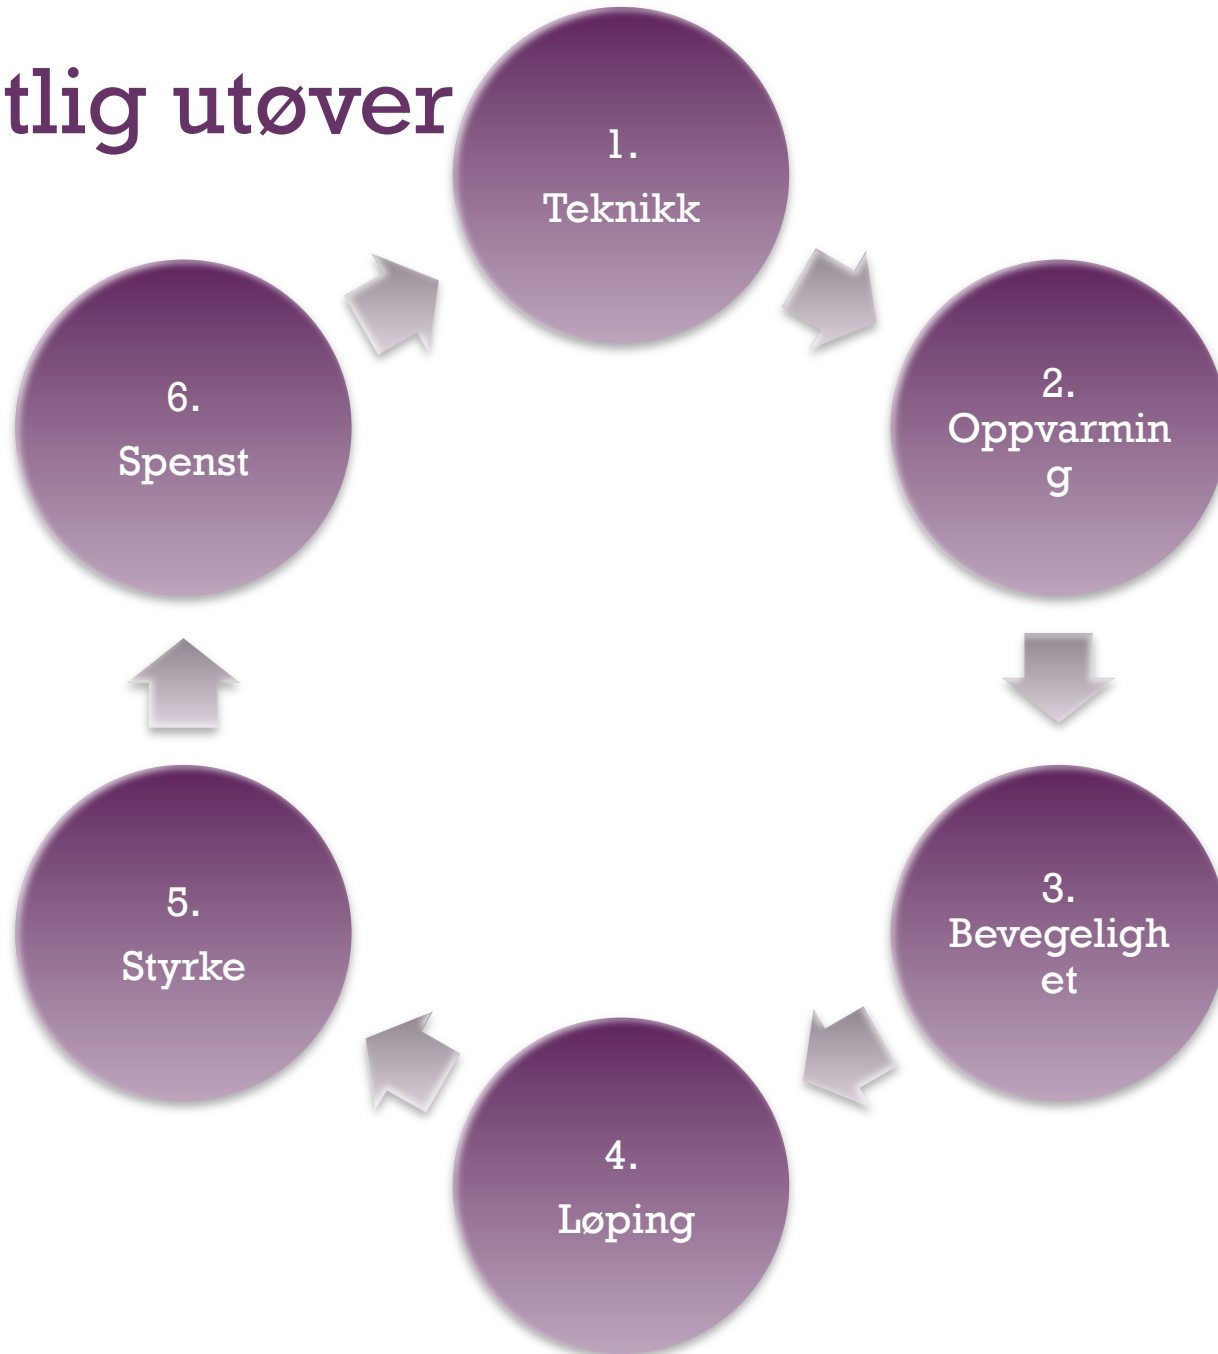 tlig utøver
1.
Teknikk
2.
Oppvarmin
g
3.
Bevegeligh
et
4.
Løping
5.
Styrke
6.
Spenst